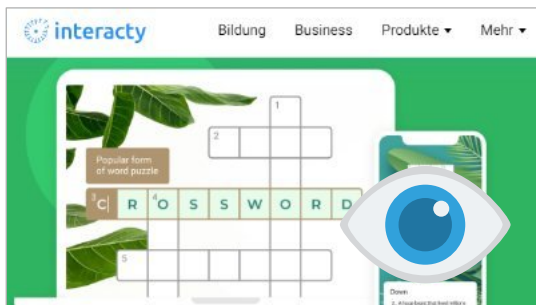 interacty Bildung Business Produkte Mehr
1
2
Popular form
of word puzzle
3 C R 4 O S S W O R D
5
Down